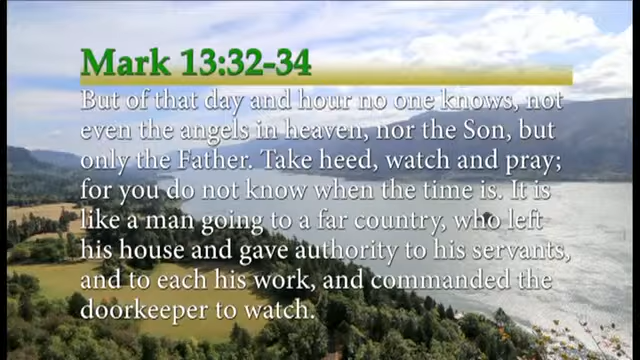 Mark 13:32-34
But of that day and hour no one knows, not
even the angels in heaven, nor the Son, but
only the Father. Take heed, watch and pray;
for you do not know when the time is. It is
like a man going to a far country, who left
his house and gave authority to his servants,
and to each his work, and commanded the
doorkeeper to watch.